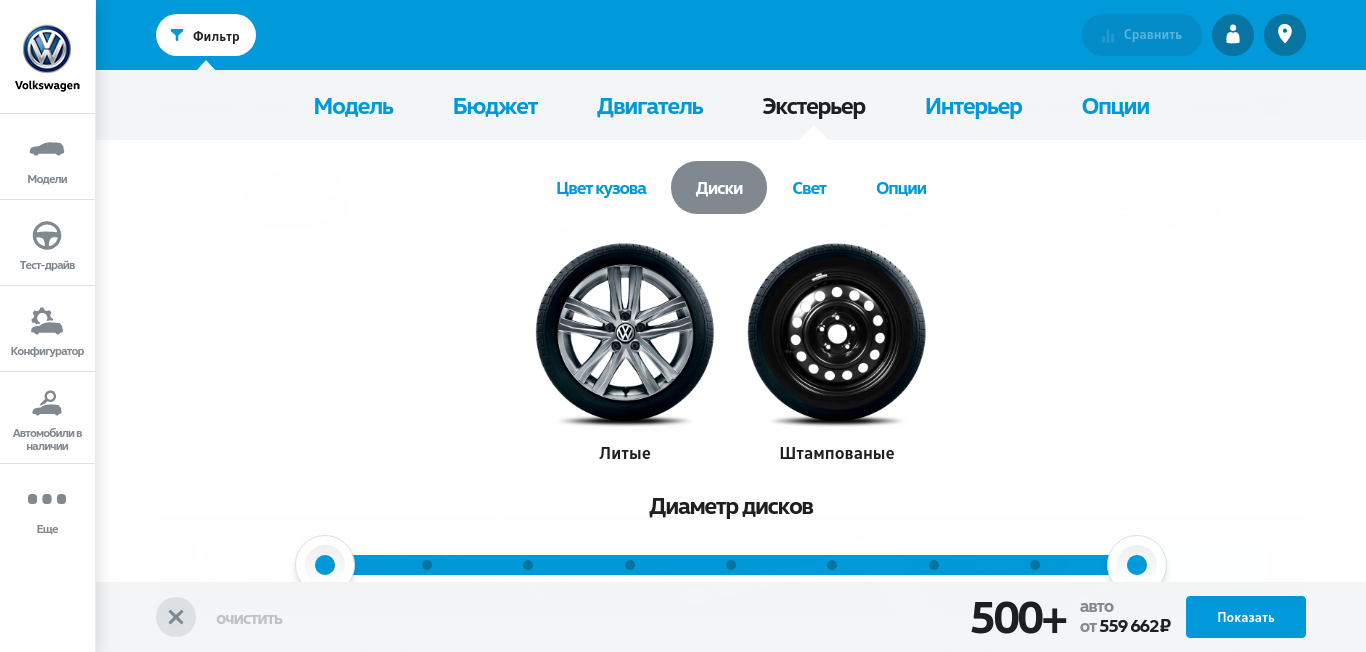 Volkswagen
Модели
Тест-драйв
Конфигуратор
Автомобили в
наличии
Еще
Фильтр
Сравнить
Модель Бюджет Двигатель Экстерьер Интерьер Опции
Цвет кузова Диски Свет Опции
Литые Штампованые
Диаметр дисков
ОЧИСТИТЬ
500+ авто
от 559 662₽
Показать